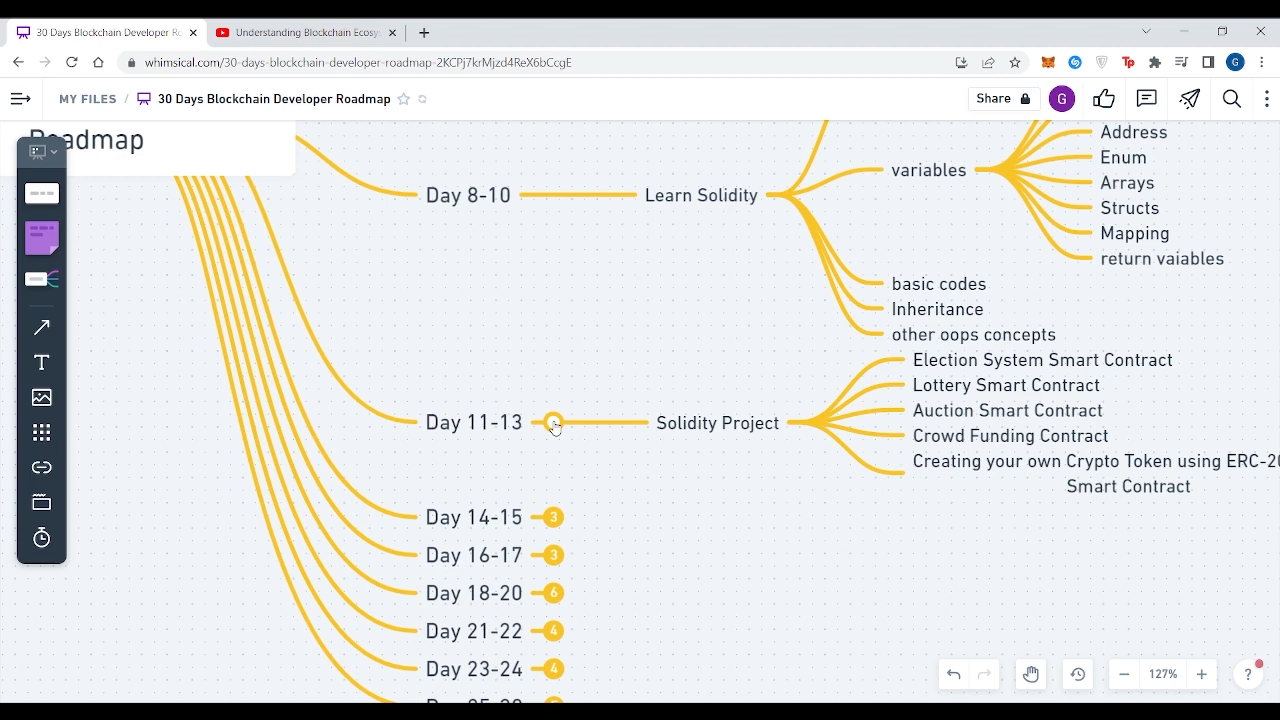 30 Days Blockchain Developer Ro
Understanding Blockchain Ecosy
whimsical.com/30-days-blockchain-developer-roadmap-2KCPj7krMjzd4ReX6bCcgE
G
MY FILES / 30 Days Blockchain Developer Roadmap
Share
G
Roadmap
Address
Enum
variables
Arrays
Day 8-10
Learn Solidity
Structs
Mapping
return vaiables
basic codes
Inheritance
other oops concepts
Election System Smart Contract
Lottery Smart Contract
Auction Smart Contract
Day 11-13
Solidity Project
Crowd Funding Contract
Creating your own Crypto Token using ERC-20
Smart Contract
Day 14-15 3
Day 16-17 3
Day 18-20 6
Day 21-22 4
Day 23-24 4
127%
?